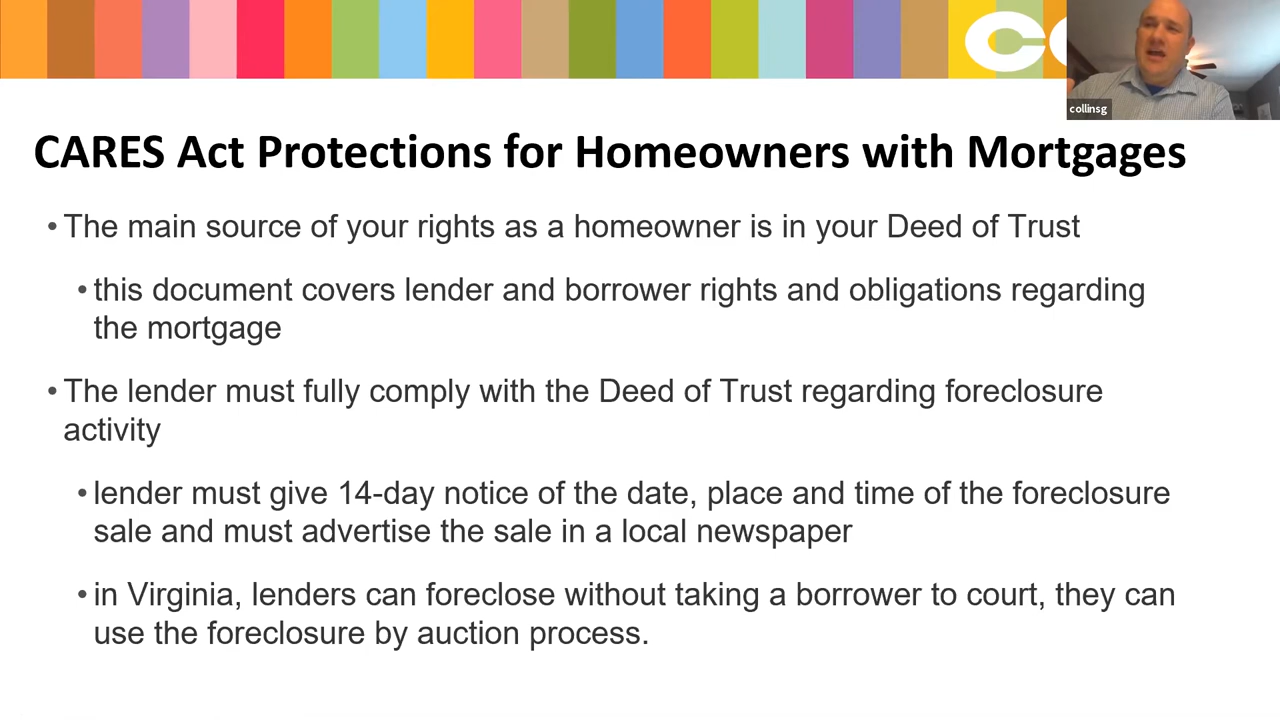 collinsg
CARES Act Protections for Homeowners with Mortgages
• The main source of your rights as a homeowner is in your Deed of Trust
• this document covers lender and borrower rights and obligations regarding
the mortgage
• The lender must fully comply with the Deed of Trust regarding foreclosure
activity
• lender must give 14-day notice of the date, place and time of the foreclosure
sale and must advertise the sale in a local newspaper
• in Virginia, lenders can foreclose without taking a borrower to court, they can
use the foreclosure by auction process.